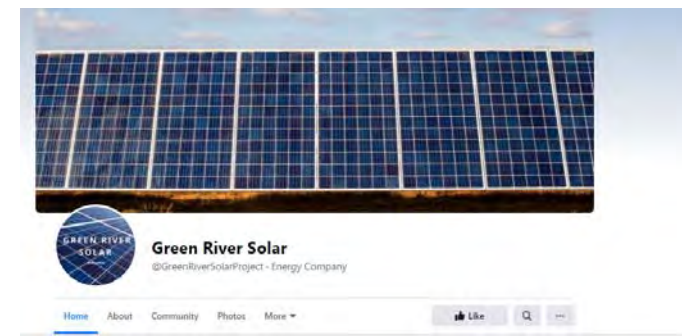 GREEN RIVER
SOLAR
Green River Solar
@GreenRiverSolarProject · Energy Company
Home About Community Photos More
Like